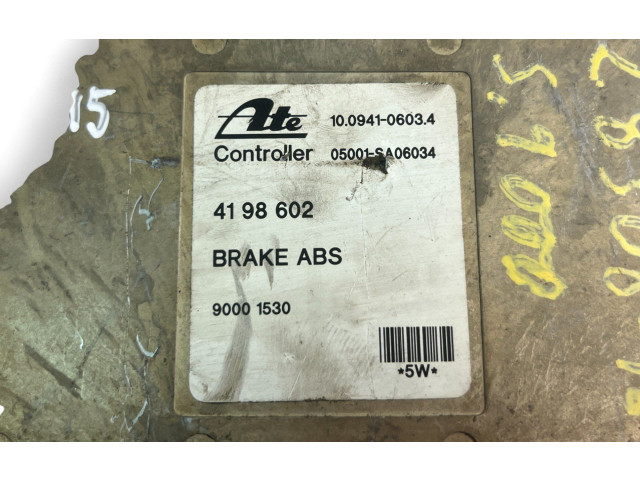 Ate 10.0941-0603.4
Controller 05001-SA06034
41 98 602
BRAKE ABS
9000 1530
*5W*